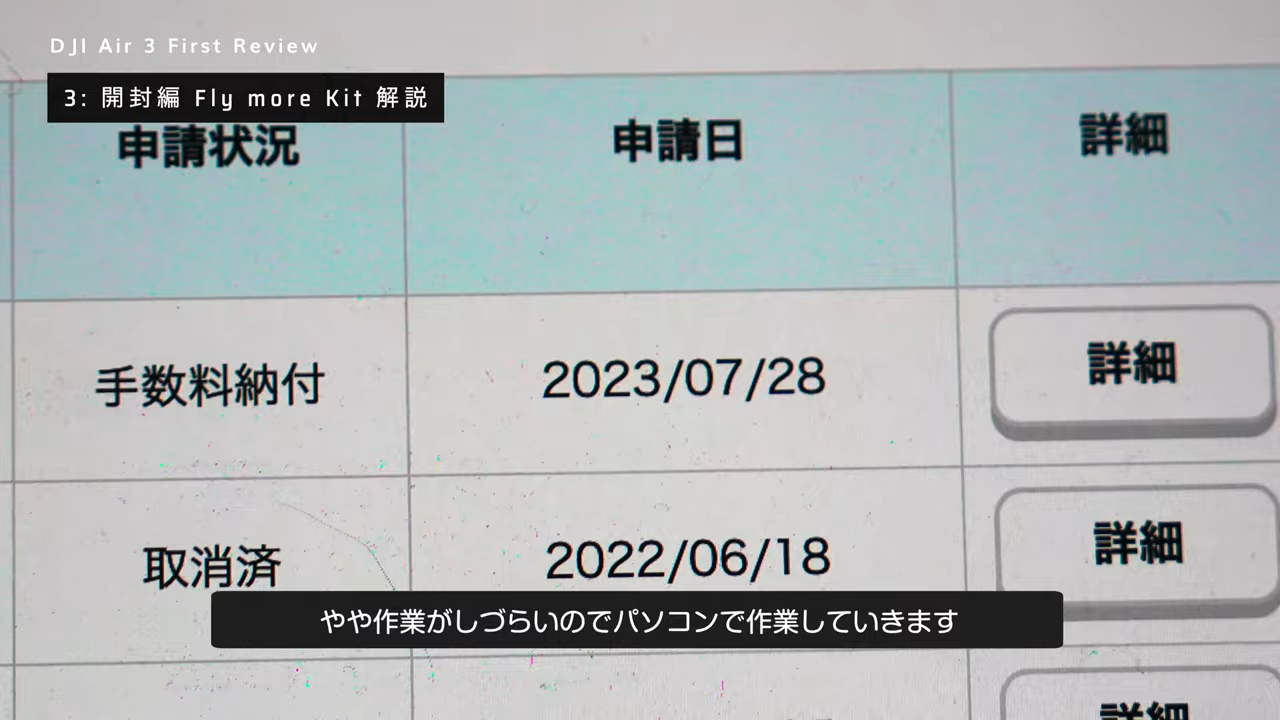 DJI Air 3 First Review
3: 開封編 Fly more Kit 解説
申請状況 申請日 詳細
手数料納付 2023/07/28 詳細
取消済 2022/06/18 詳細
やや作業がしづらいのでパソコンで作業していきます
詳細